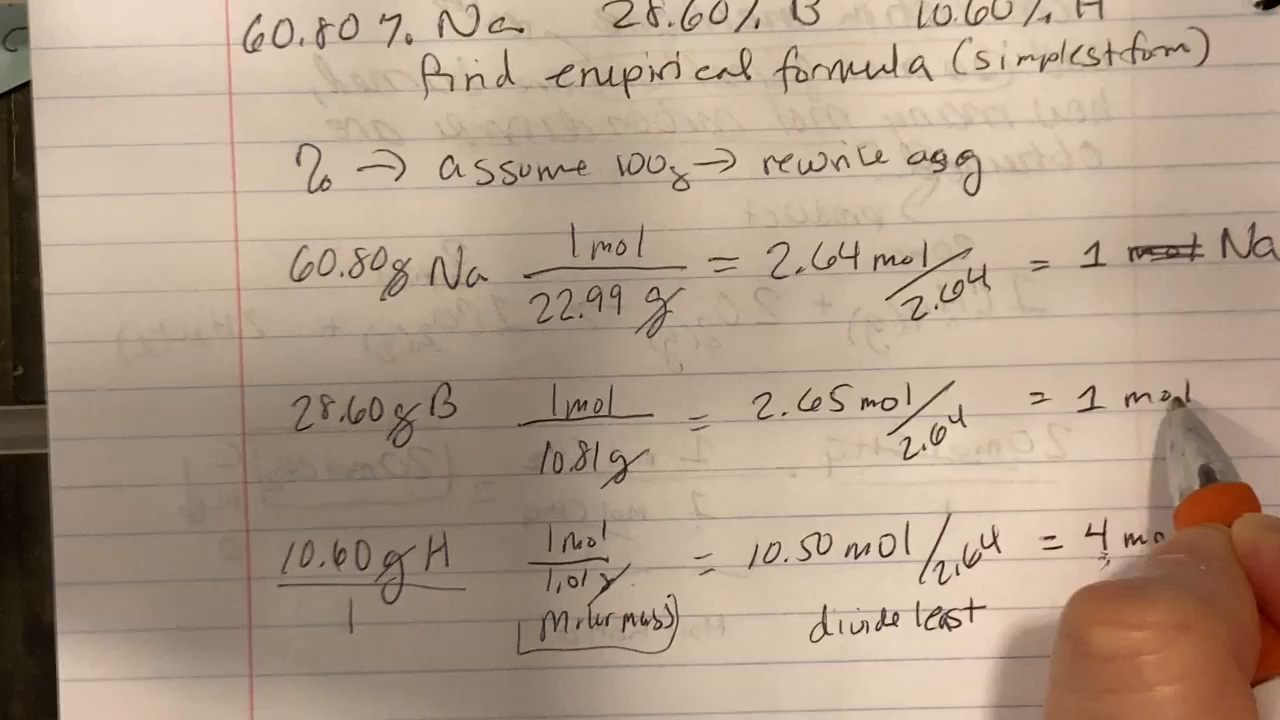 60.80% Na 28.60% B 10.60% H
find empirical formula (simplest form)
% → assume 100g → rewrite as g
60.80g Na 1 mol / 22.99 g = 2.64 mol / 2.64 = 1 mol Na
28.60g B 1 mol / 10.81g = 2.65 mol / 2.64 = 1 mol
10.60g H / 1 1 mol / 1.01g = 10.50 mol / 2.64 = 4 mo
(Molar mass) divide least